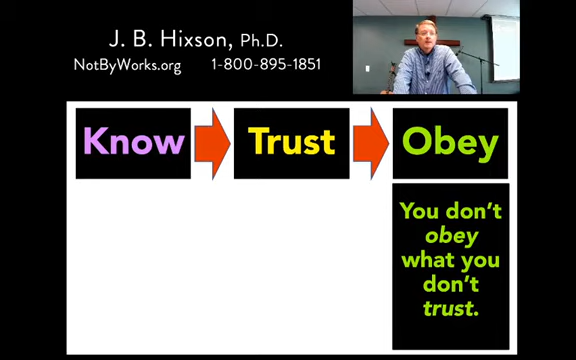 J. B. Hixson, Ph.D.
NotByWorks.org 1-800-895-1851
Know Trust Obey
You don't
obey
what you
don't
trust.